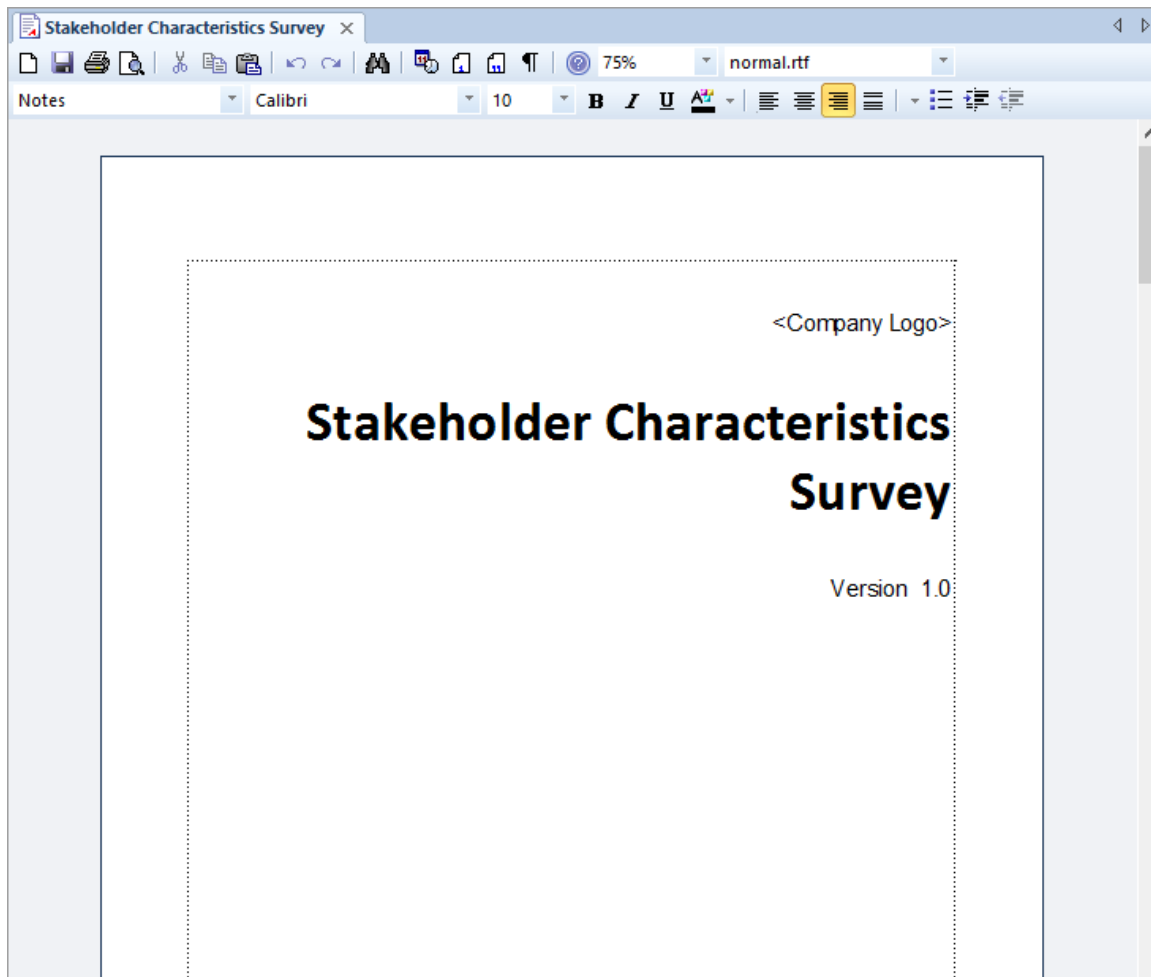 Stakeholder Characteristics Survey
75% normal.rtf
Notes Calibri 10 B I U A
<Company Logo>
Stakeholder Characteristics
Survey
Version 1.0